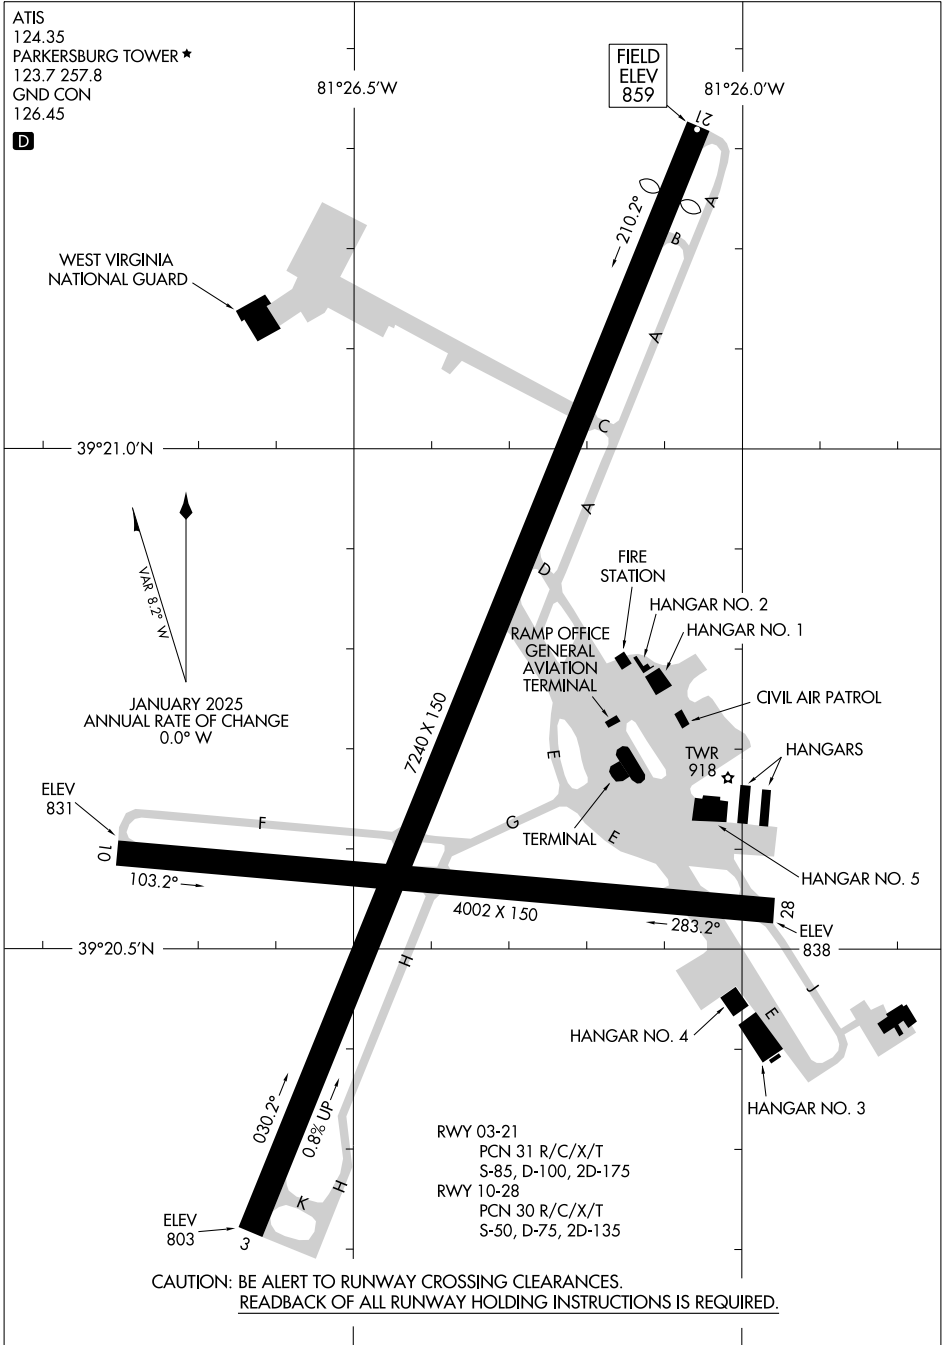 ATIS
124.35
PARKERSBURG TOWER ★
123.7 257.8
GND CON
126.45
D
FIELD
ELEV
859
81°26.5'W
81°26.0'W
21
A
210.2°
B
WEST VIRGINIA
NATIONAL GUARD
A
C
39°21.0'N
A
VAR 8.2° W
JANUARY 2025
ANNUAL RATE OF CHANGE
0.0° W
D
FIRE
STATION
HANGAR NO. 2
HANGAR NO. 1
RAMP OFFICE
GENERAL
AVIATION
TERMINAL
CIVIL AIR PATROL
7240 X 150
E
TWR
918
HANGARS
ELEV
831
F
G
E
TERMINAL
10
103.2°
HANGAR NO. 5
4002 X 150
28
283.2°
ELEV
838
39°20.5'N
H
J
E
HANGAR NO. 4
HANGAR NO. 3
030.2°
0.8% UP
RWY 03-21
PCN 31 R/C/X/T
S-85, D-100, 2D-175
RWY 10-28
PCN 30 R/C/X/T
S-50, D-75, 2D-135
H
K
ELEV
803
3
CAUTION: BE ALERT TO RUNWAY CROSSING CLEARANCES.
READBACK OF ALL RUNWAY HOLDING INSTRUCTIONS IS REQUIRED.